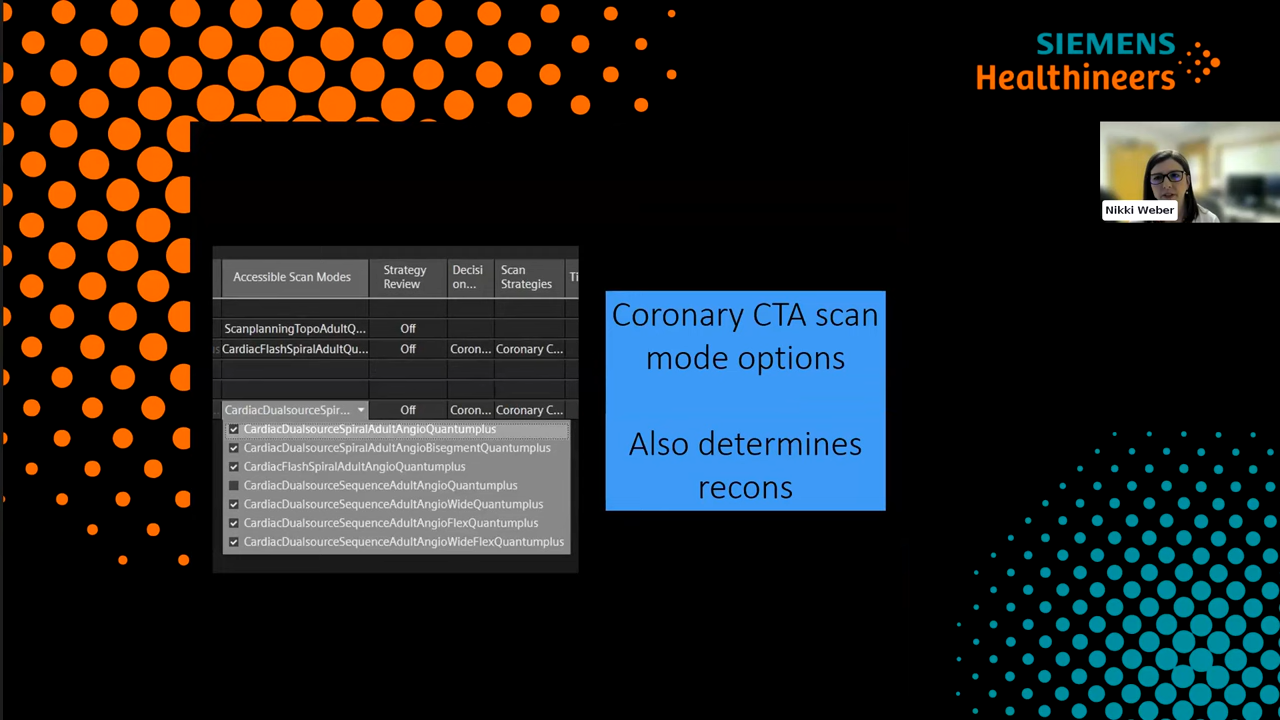 SIEMENS
Healthineers
Nikki Weber
Accessible Scan Modes
Strategy
Review
Decisi
on...
Scan
Strategies
Ti
ScanplanningTopoAdultQ...
Off
CardiacFlashSpiralAdultQu...
Off
Coron...
Coronary C...
CardiacDualsourceSpir...
Off
Coron...
Coronary C...
CardiacDualsourceSpiralAdultAngioQuantumplus
CardiacDualsourceSpiralAdultAngioBisegmentQuantumplus
CardiacFlashSpiralAdultAngioQuantumplus
CardiacDualsourceSequenceAdultAngioQuantumplus
CardiacDualsourceSequenceAdultAngioWideQuantumplus
CardiacDualsourceSequenceAdultAngioFlexQuantumplus
CardiacDualsourceSequenceAdultAngioWideFlexQuantumplus
Coronary CTA scan
mode options
Also determines
recons